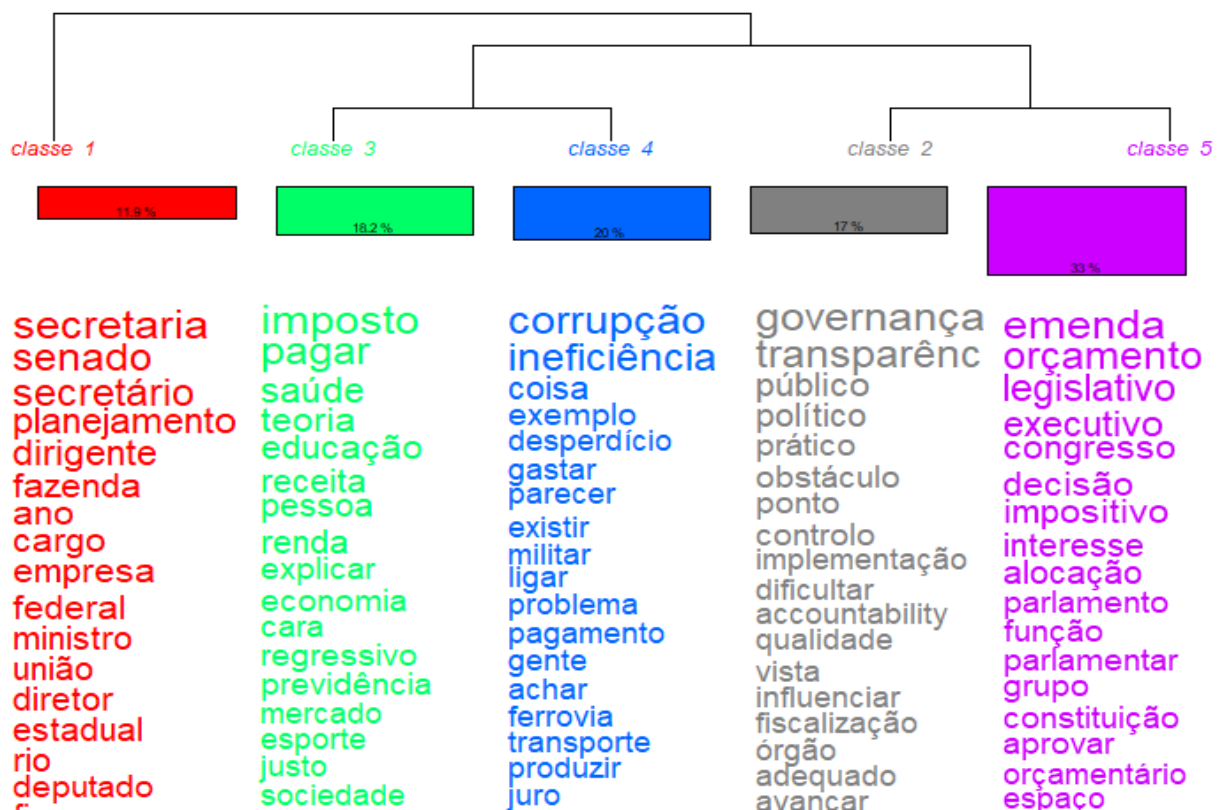 classe 1
classe 3
classe 4
classe 2
classe 5
11.9 %
18.2 %
20 %
17 %
33 %
secretaria
senado
secretário
planejamento
dirigente
fazenda
ano
cargo
empresa
federal
ministro
união
diretor
estadual
rio
deputado
imposto
pagar
saúde
teoria
educação
receita
pessoa
renda
explicar
economia
cara
regressivo
previdência
mercado
esporte
justo
sociedade
corrupção
ineficiência
coisa
exemplo
desperdício
gastar
parecer
existir
militar
ligar
problema
pagamento
gente
achar
ferrovia
transporte
produzir
juro
governança
transparênc
público
político
prático
obstáculo
ponto
controlo
implementação
dificultar
accountability
qualidade
vista
influenciar
fiscalização
órgão
adequado
avançar
emenda
orçamento
legislativo
executivo
congresso
decisão
impositivo
interesse
alocação
parlamento
função
parlamentar
grupo
constituição
aprovar
orçamentário
espaço